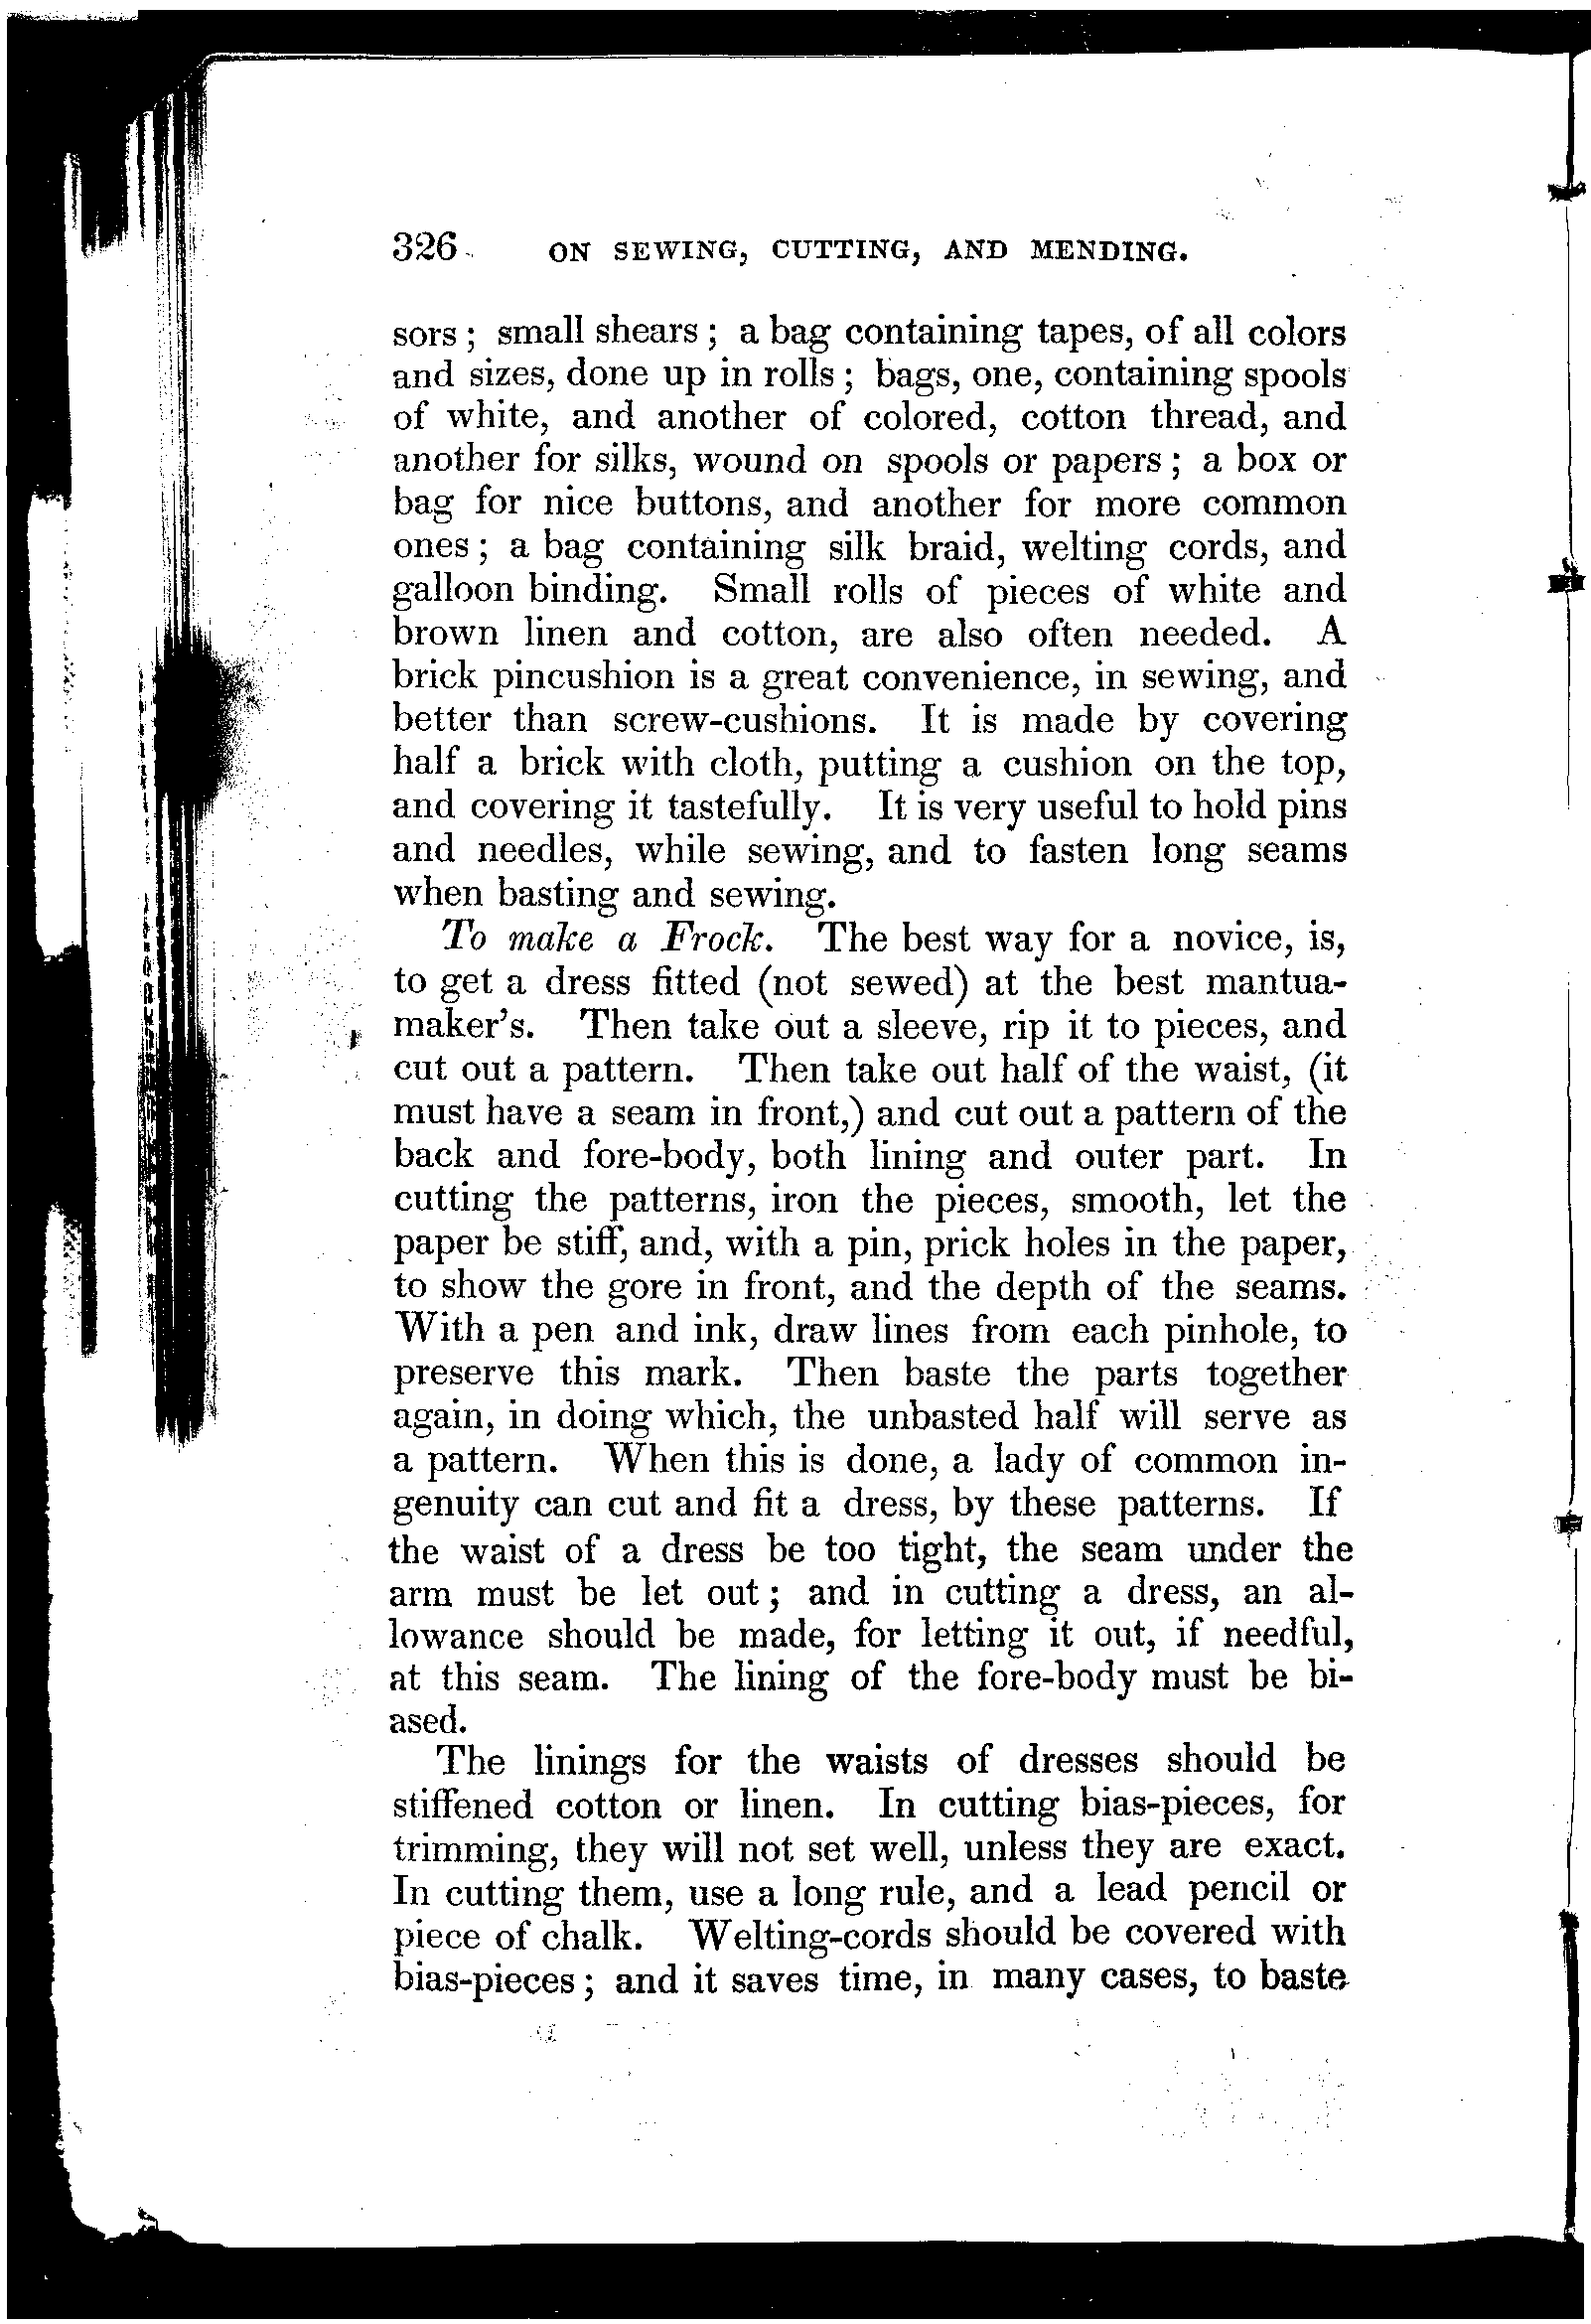 326 ON SEWING, CUTTING, AND MENDING.
sors; small shears; a bag containing tapes, of all colors
and sizes, done up in rolls; bags, one, containing spools
of white, and another of colored, cotton thread, and
another for silks, wound on spools or papers; a box or
bag for nice buttons, and another for more common
ones; a bag containing silk braid, welting cords, and
galloon binding. Small rolls of pieces of white and
brown linen and cotton, are also often needed. A
brick pincushion is a great convenience, in sewing, and
better than screw-cushions. It is made by covering
half a brick with cloth, putting a cushion on the top,
and covering it tastefully. It is very useful to hold pins
and needles, while sewing, and to fasten long seams
when basting and sewing.
To make a Frock. The best way for a novice, is,
to get a dress fitted (not sewed) at the best mantua-
maker's. Then take out a sleeve, rip it to pieces, and
cut out a pattern. Then take out half of the waist, (it
must have a seam in front,) and cut out a pattern of the
back and fore-body, both lining and outer part. In
cutting the patterns, iron the pieces, smooth, let the
paper be stiff, and, with a pin, prick holes in the paper,
to show the gore in front, and the depth of the seams.
With a pen and ink, draw lines from each pinhole, to
preserve this mark. Then baste the parts together
again, in doing which, the unbasted half will serve as
a pattern. When this is done, a lady of common in-
genuity can cut and fit a dress, by these patterns. If
the waist of a dress be too tight, the seam under the
arm must be let out; and in cutting a dress, an al-
lowance should be made, for letting it out, if needful,
at this seam. The lining of the fore-body must be bi-
ased.
The linings for the waists of dresses should be
stiffened cotton or linen. In cutting bias-pieces, for
trimming, they will not set well, unless they are exact.
In cutting them, use a long rule, and a lead pencil or
piece of chalk. Welting-cords should be covered with
bias-pieces; and it saves time, in many cases, to baste